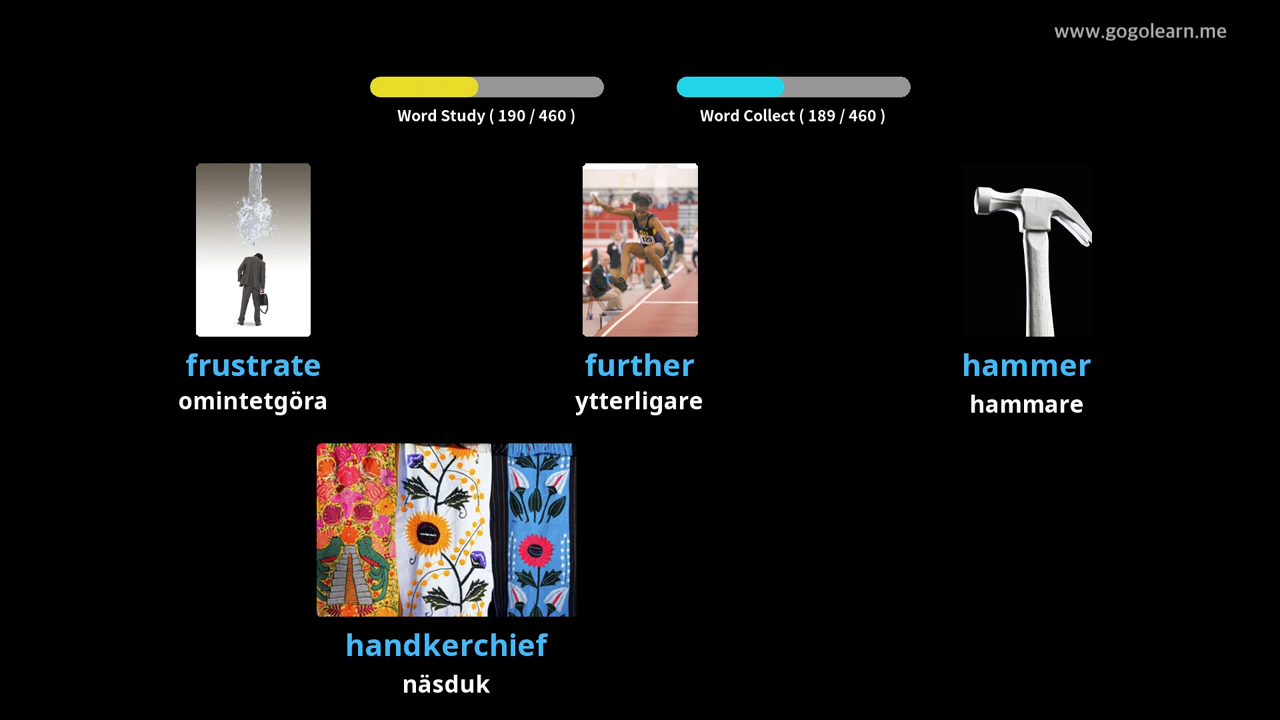 www.gogolearn.me
Word Study ( 190 / 460 )
Word Collect ( 189 / 460 )
frustrate
omintetgöra
further
ytterligare
hammer
hammare
handkerchief
näsduk